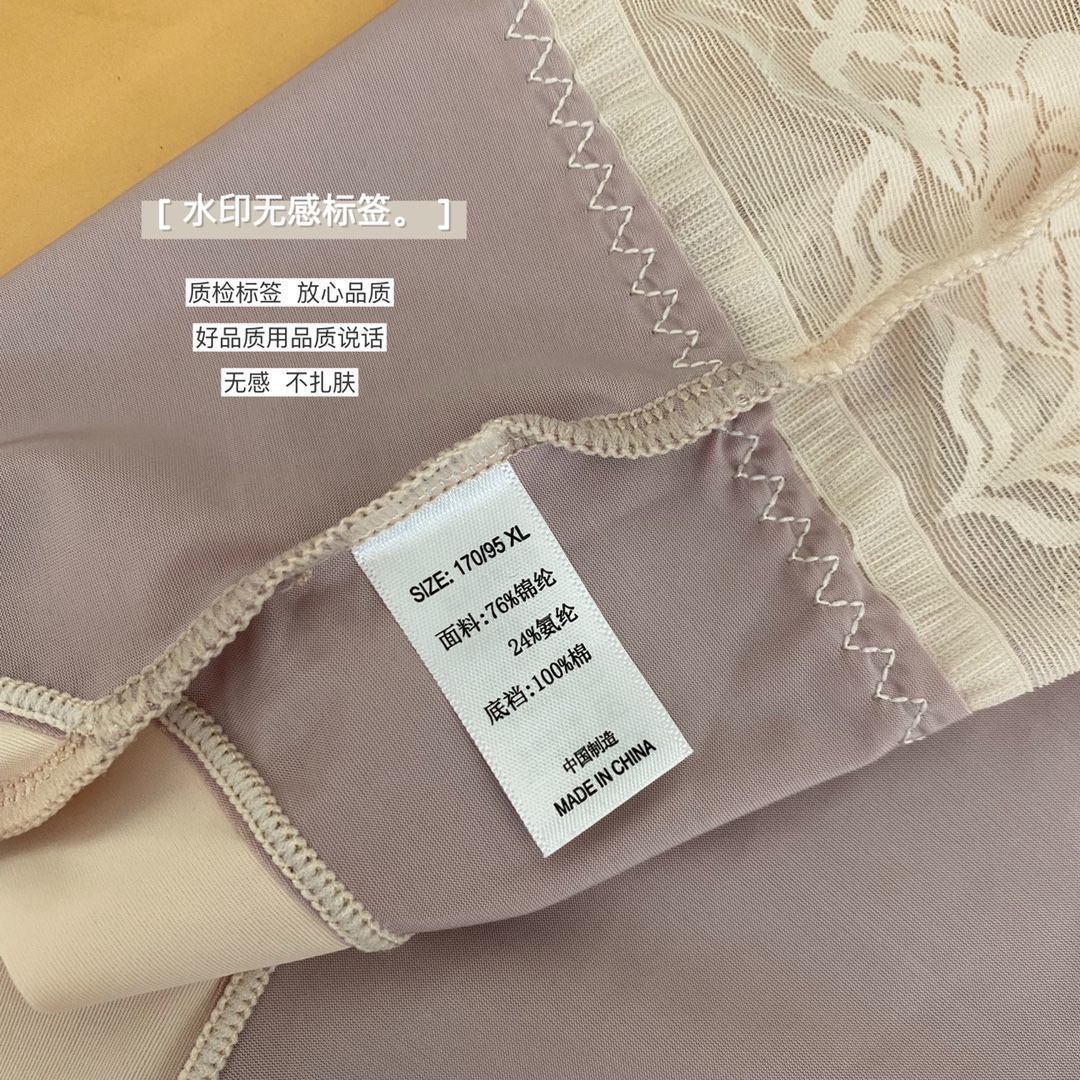 [ 水印无感标签。 ]
质检标签 放心品质
好品质用品质说话
无感 不扎肤
SIZE: 170/95 XL
面料:76%锦纶
24%氨纶
底裆:100%棉
中国制造
MADE IN CHINA